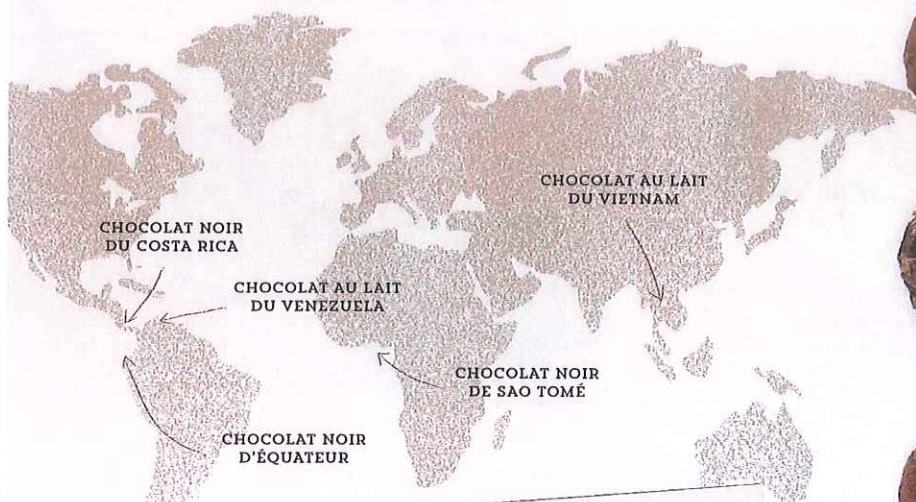 CHOCOLAT AU LAIT
DU VIETNAM
CHOCOLAT NOIR
DU COSTA RICA
CHOCOLAT AU LAIT
DU VENEZUELA
CHOCOLAT NOIR
DE SAO TOMÉ
CHOCOLAT NOIR
D'ÉQUATEUR